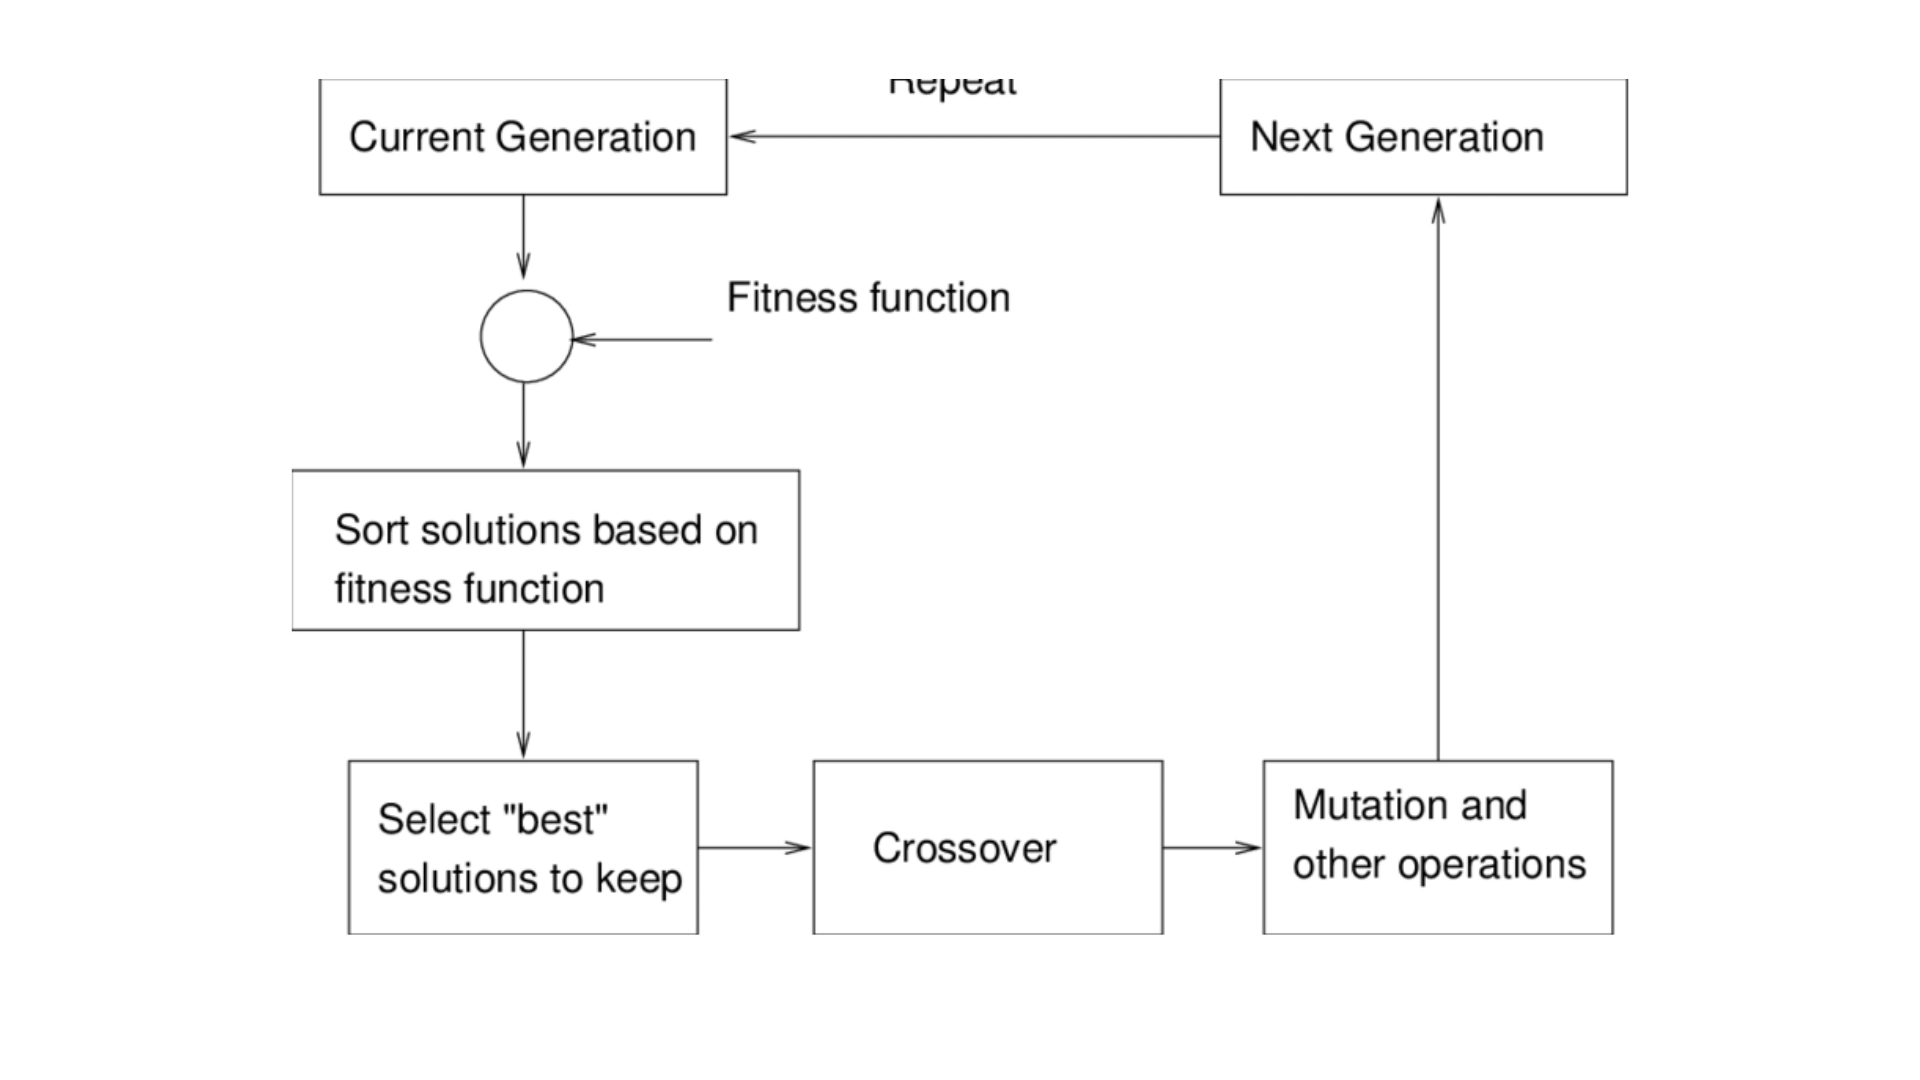 Repeat
Current Generation
Next Generation
Fitness function
Sort solutions based on
fitness function
Select "best"
solutions to keep
Crossover
Mutation and
other operations